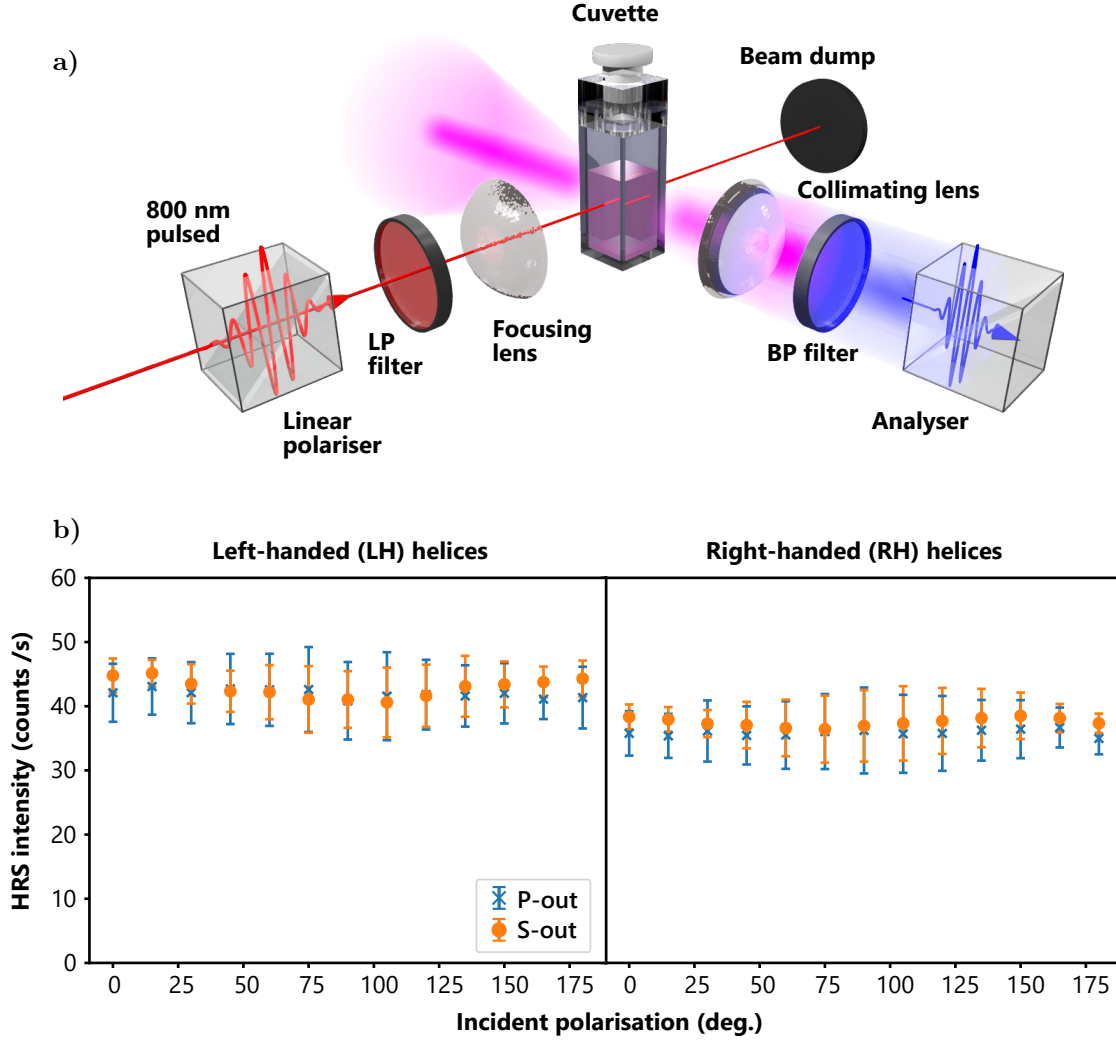 a)
Cuvette
Beam dump
Collimating lens
800 nm
pulsed
LP
filter
Focusing
lens
BP filter
Linear
polariser
Analyser
b)
Left-handed (LH) helices
Right-handed (RH) helices
HRS intensity (counts /s)
60
50
40
30
20
10
0
P-out
S-out
0 25 50 75 100 125 150 175
0 25 50 75 100 125 150 175
Incident polarisation (deg.)